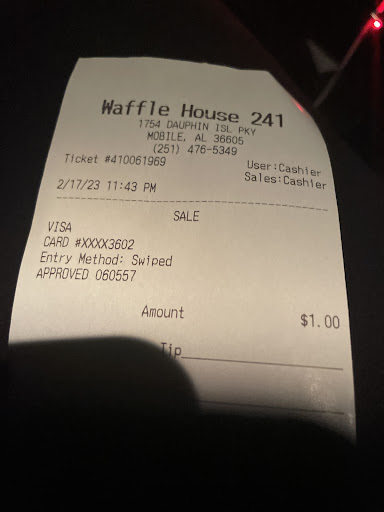 Waffle House 241
1754 DAUPHIN ISL PKY
MOBILE, AL 36605
(251) 476-5349
Ticket #410061969
User:Cashier
2/17/23 11:43 PM
Sales:Cashier
SALE
VISA
CARD #XXXX3602
Entry Method: Swiped
APPROVED 060557
Amount $1.00
Tip